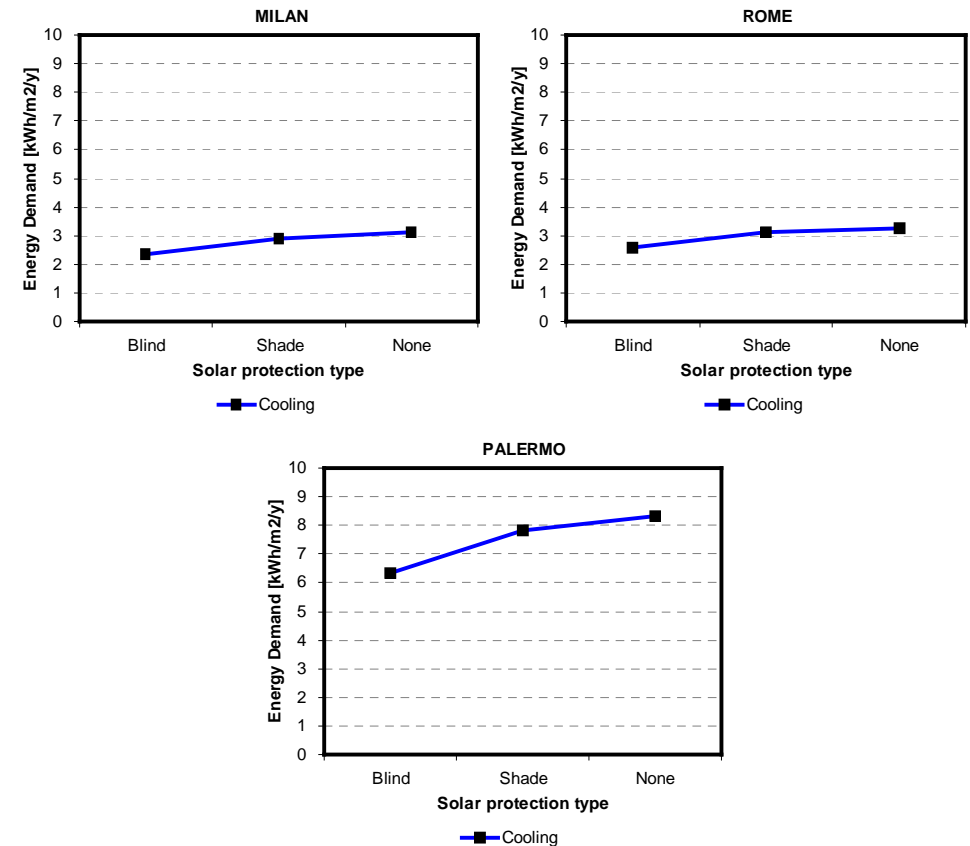 MILAN
10
9
8
7
6
5
4
3
2
1
0
Energy Demand [kWh/m2/y]
Blind Shade None
Solar protection type
Cooling
ROME
10
9
8
7
6
5
4
3
2
1
0
Energy Demand [kWh/m2/y]
Blind Shade None
Solar protection type
Cooling
PALERMO
10
9
8
7
6
5
4
3
2
1
0
Energy Demand [kWh/m2/y]
Blind Shade None
Solar protection type
Cooling